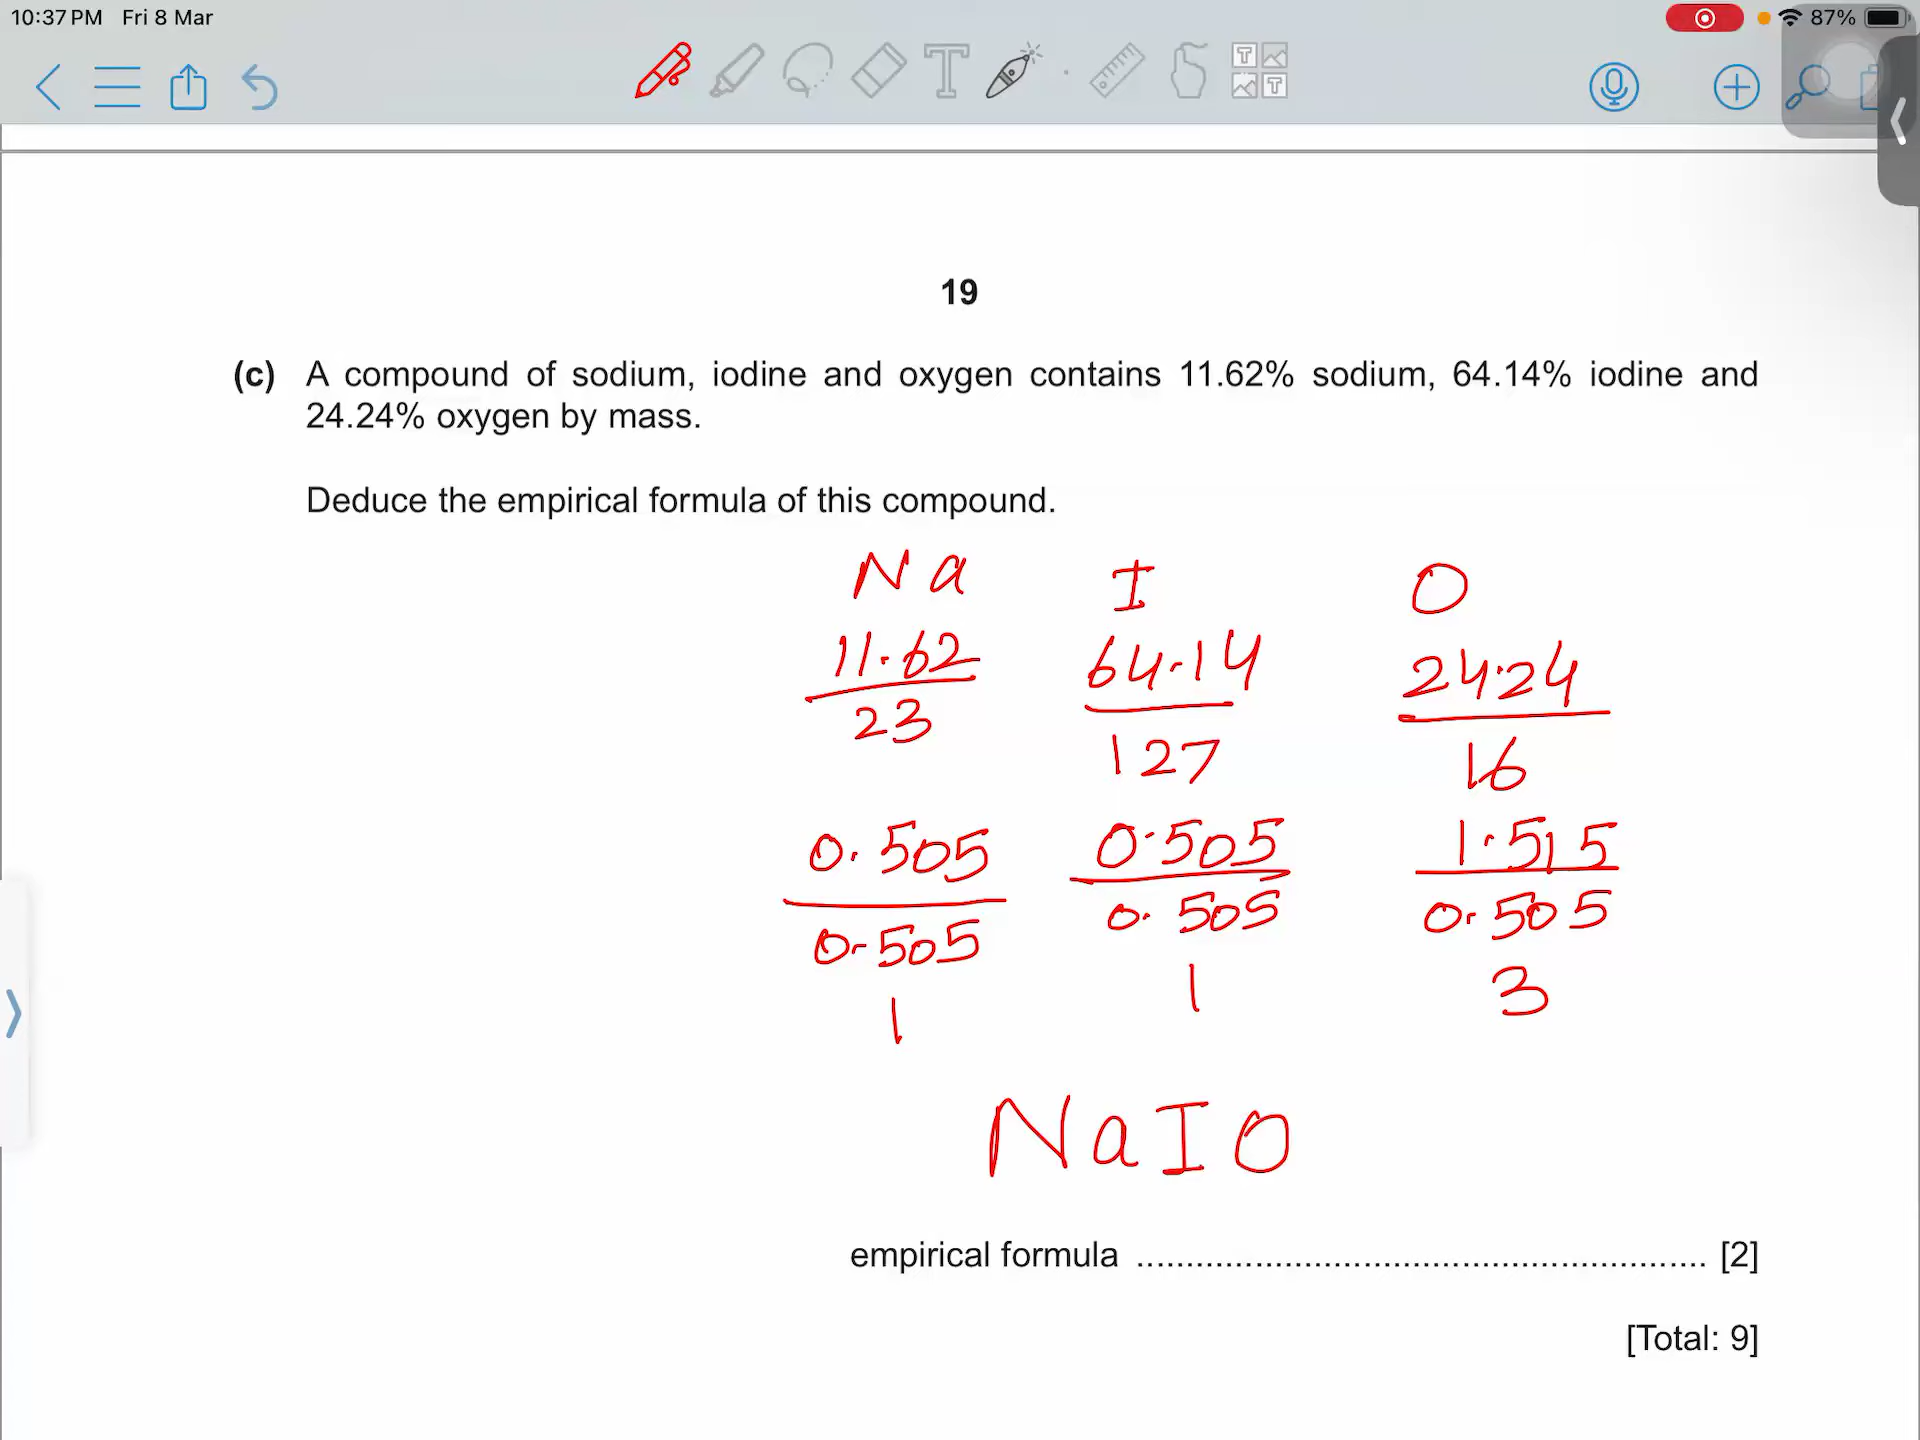 10:37 PM Fri 8 Mar 87%
19
(c) A compound of sodium, iodine and oxygen contains 11.62% sodium, 64.14% iodine and
24.24% oxygen by mass.
Deduce the empirical formula of this compound.
Na I O
11.62 64.14 24.24
23 127 16
0.505 0.505 1.515
0.505 0.505 0.505
1 1 3
NaIO
empirical formula ........................................................ [2]
[Total: 9]